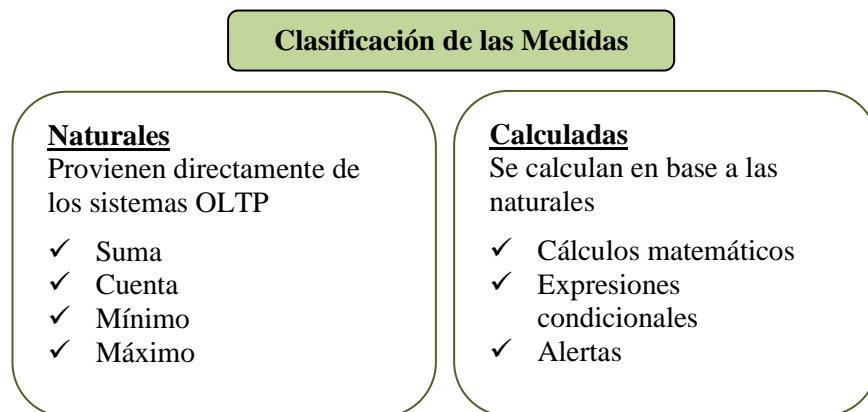 Clasificación de las Medidas
Naturales
Provienen directamente de
los sistemas OLTP
✓ Suma
✓ Cuenta
✓ Mínimo
✓ Máximo
Calculadas
Se calculan en base a las
naturales
✓ Cálculos matemáticos
✓ Expresiones
condicionales
✓ Alertas